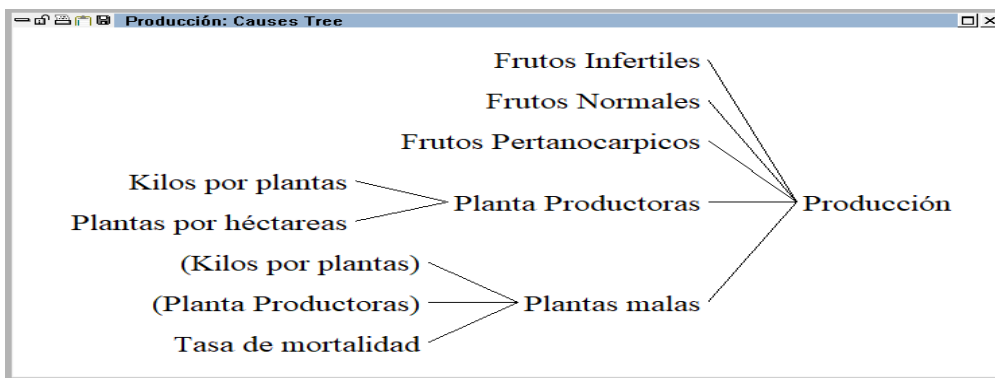 Producción: Causes Tree
Frutos Infertiles
Frutos Normales
Frutos Pertanocarpicos
Kilos por plantas
Planta Productoras
Producción
Plantas por héctareas
(Kilos por plantas)
(Planta Productoras)
Plantas malas
Tasa de mortalidad